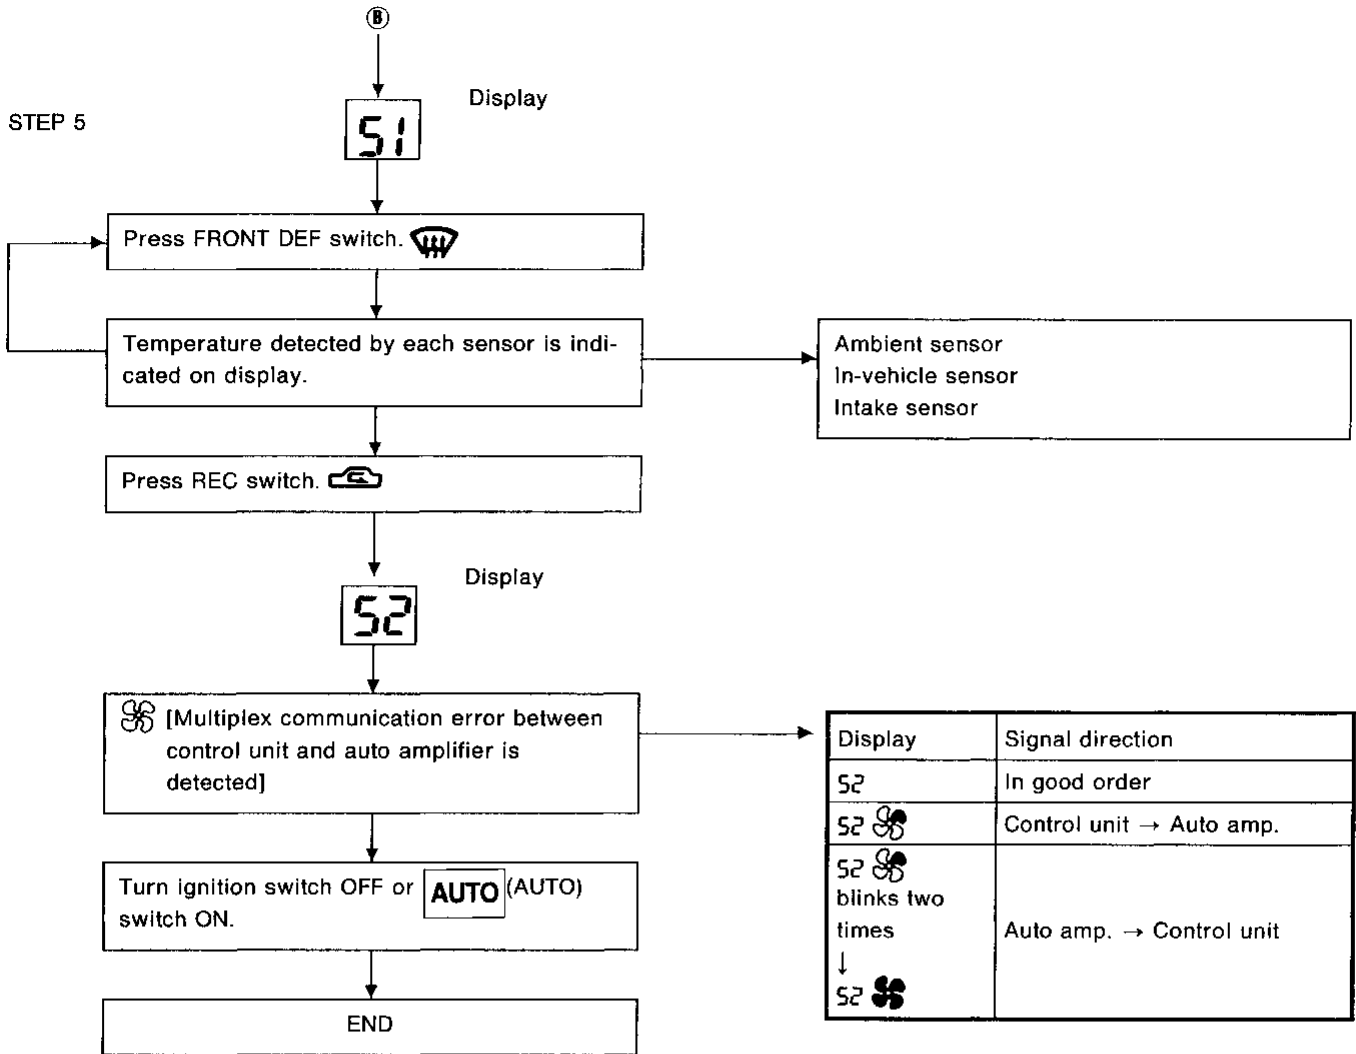 B
Display
STEP 5
51
Press FRONT DEF switch.
Temperature detected by each sensor is indi-
cated on display.
Ambient sensor
In-vehicle sensor
Intake sensor
Press REC switch.
Display
52
[Multiplex communication error between
control unit and auto amplifier is
detected]
Display Signal direction
52 In good order
52 Control unit → Auto amp.
52
blinks two
times
↓
52
Auto amp. → Control unit
Turn ignition switch OFF or AUTO (AUTO)
switch ON.
END